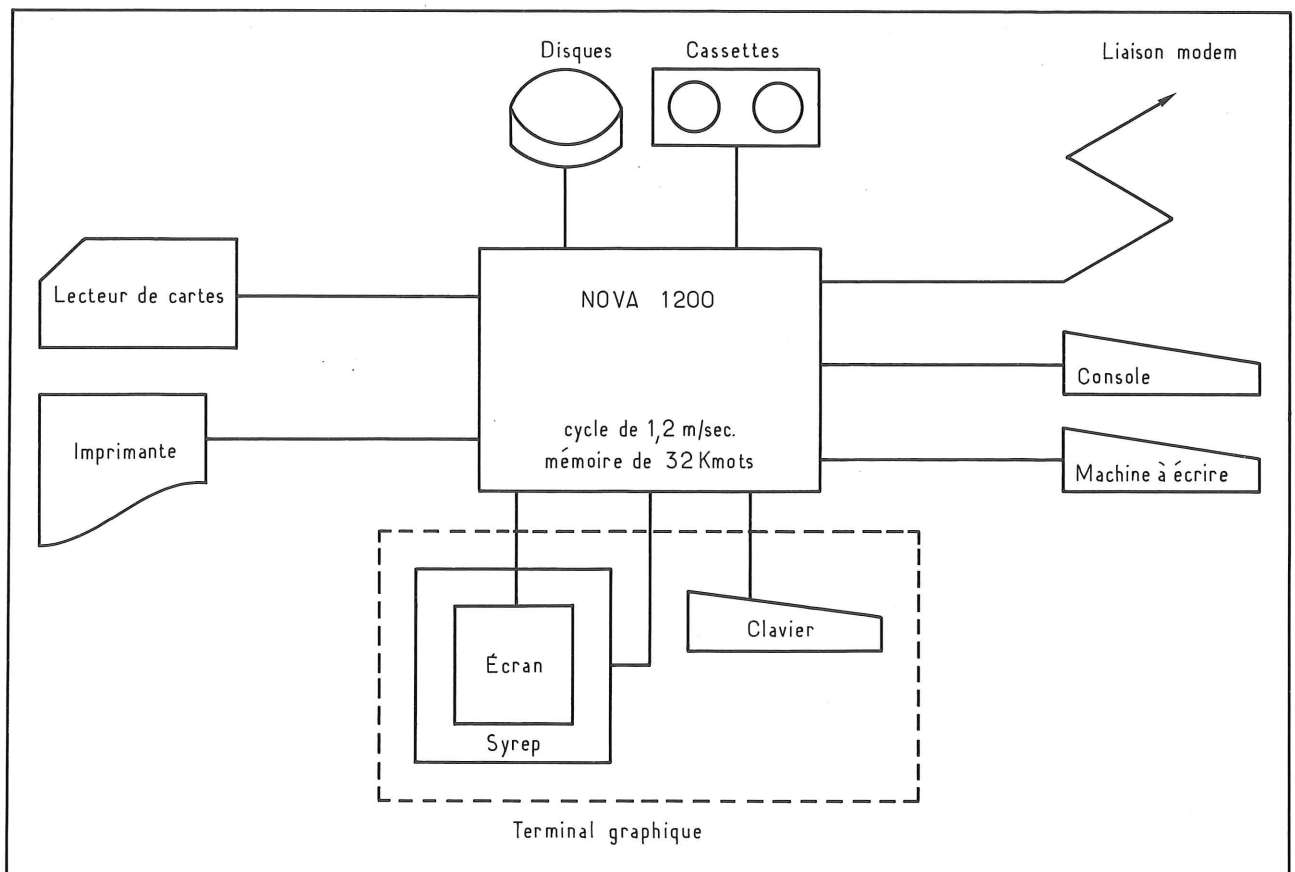 Disques
Cassettes
Liaison modem
Lecteur de cartes
NOVA 1200
Console
Imprimante
cycle de 1,2 m/sec.
mémoire de 32 Kmots
Machine à écrire
Clavier
Écran
Syrep
Terminal graphique